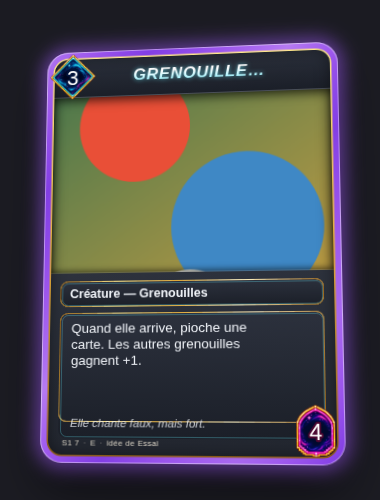 3
GRENOUILLE…
Créature — Grenouilles
Quand elle arrive, pioche une
carte. Les autres grenouilles
gagnent +1.
Elle chante faux, mais fort.
S1 7 · E · Idée de Essai
4